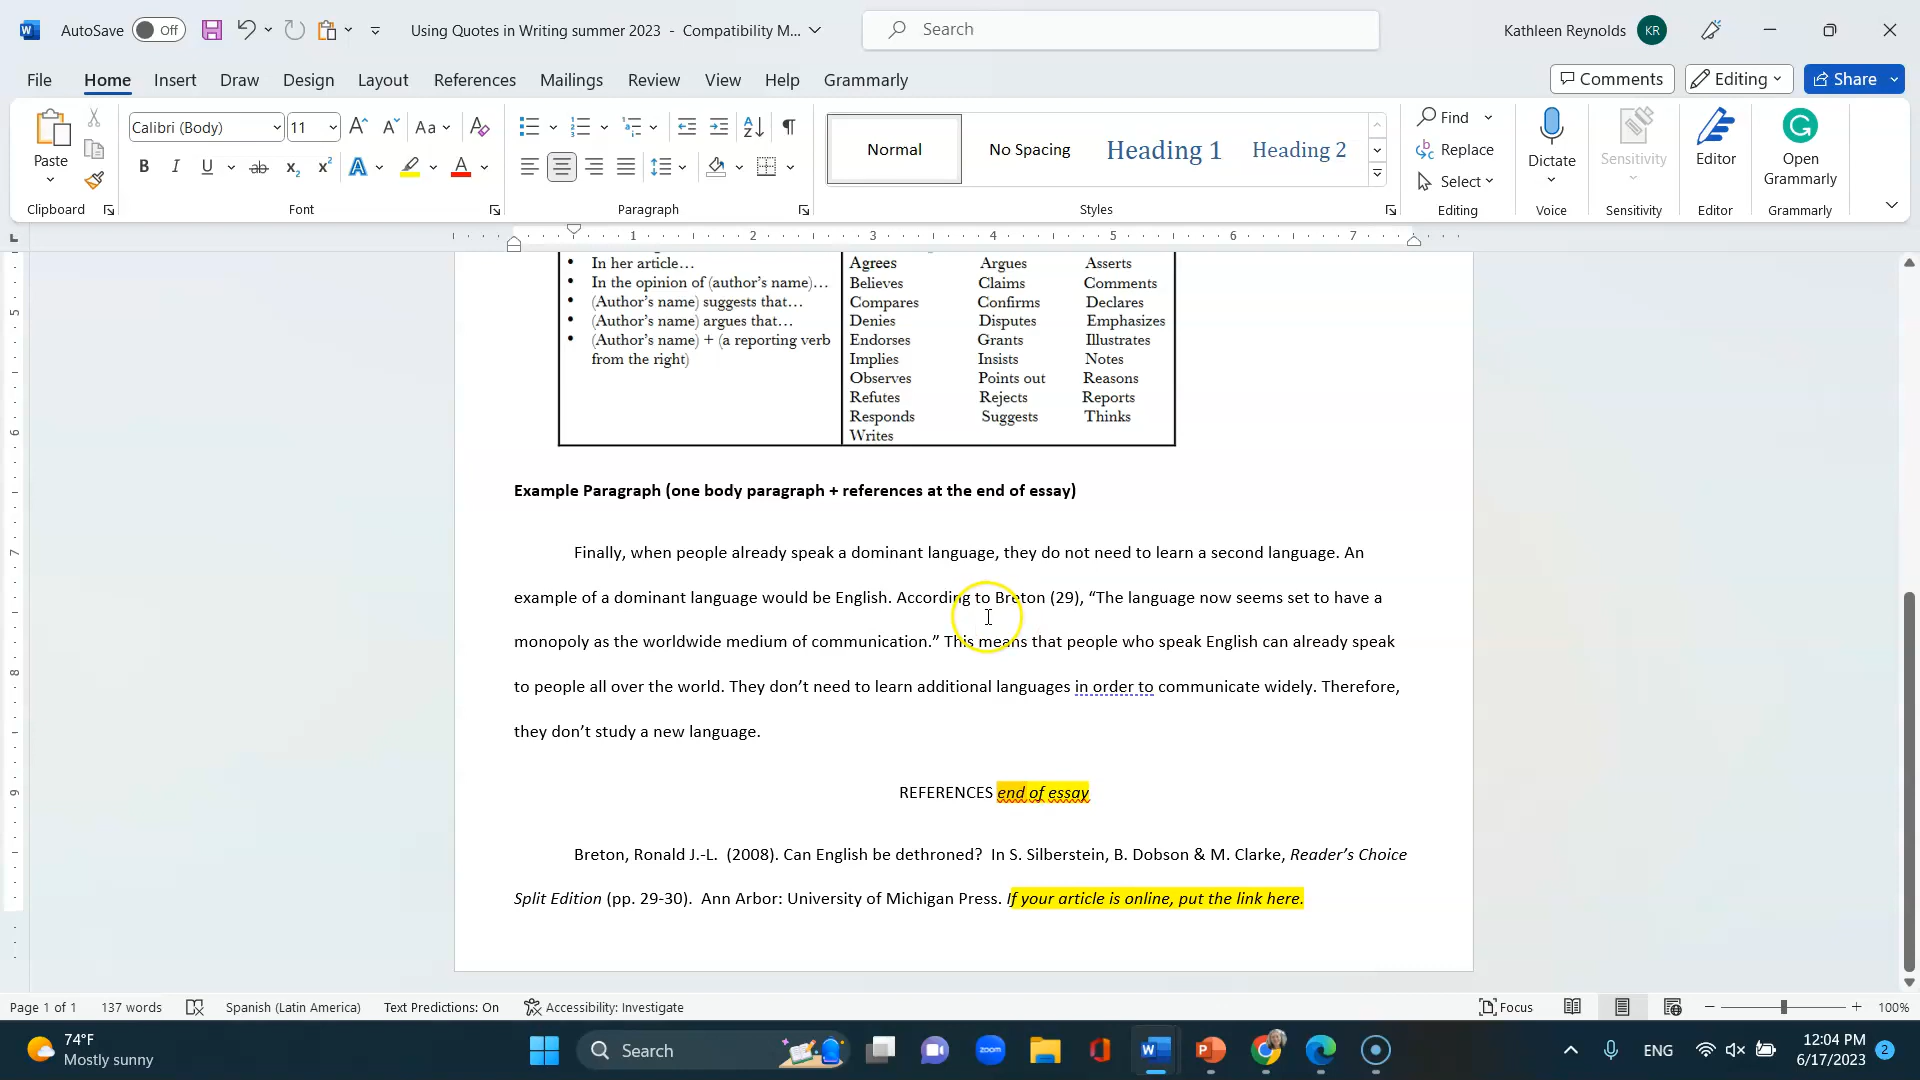 AutoSave Off Using Quotes in Writing summer 2023 - Compatibility M... Search Kathleen Reynolds KR
File Home Insert Draw Design Layout References Mailings Review View Help Grammarly Comments Editing Share
Calibri (Body) 11 Aa Normal No Spacing Heading 1 Heading 2 Find
Paste Replace Dictate Sensitivity Editor Open
Select Grammarly
Clipboard Font Paragraph Styles Editing Voice Sensitivity Editor Grammarly
1 2 3 4 5 6 7
• In her article… Agrees Argues Asserts
• In the opinion of (author’s name)… Believes Claims Comments
• (Author’s name) suggests that… Compares Confirms Declares
• (Author’s name) argues that… Denies Disputes Emphasizes
• (Author’s name) + (a reporting verb Endorses Grants Illustrates
from the right) Implies Insists Notes
Observes Points out Reasons
Refutes Rejects Reports
Responds Suggests Thinks
Writes
Example Paragraph (one body paragraph + references at the end of essay)
Finally, when people already speak a dominant language, they do not need to learn a second language. An
example of a dominant language would be English. According to Breton (29), “The language now seems set to have a
monopoly as the worldwide medium of communication.” This means that people who speak English can already speak
to people all over the world. They don’t need to learn additional languages in order to communicate widely. Therefore,
they don’t study a new language.
REFERENCES end of essay
Breton, Ronald J.-L. (2008). Can English be dethroned? In S. Silberstein, B. Dobson & M. Clarke, Reader’s Choice
Split Edition (pp. 29-30). Ann Arbor: University of Michigan Press. If your article is online, put the link here.
Page 1 of 1 137 words Spanish (Latin America) Text Predictions: On Accessibility: Investigate Focus 100%
74°F
Mostly sunny
Search zoom ENG
12:04 PM
6/17/2023 2